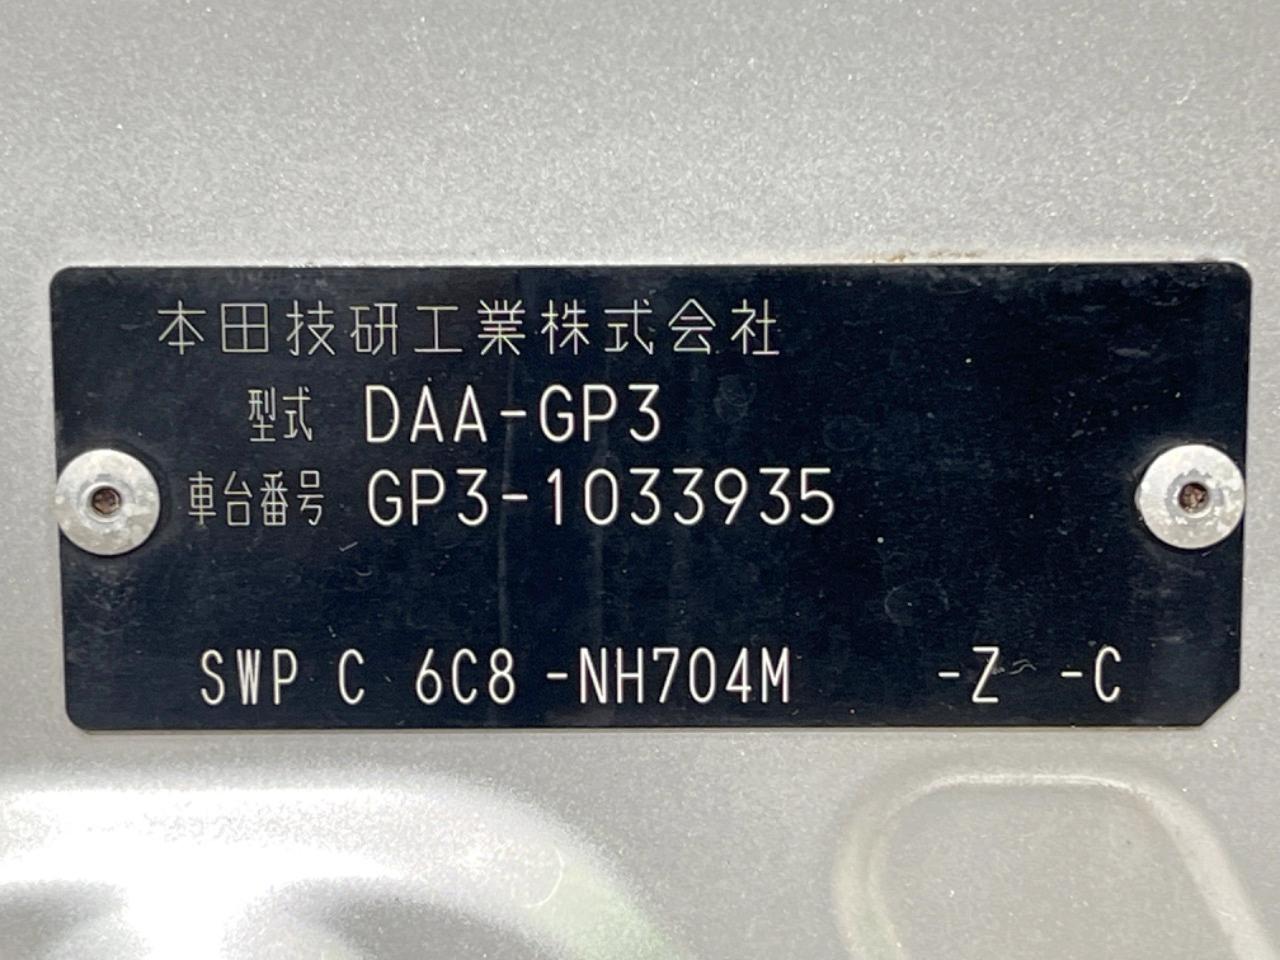 本田技研工業株式会社
型式 DAA-GP3
車台番号 GP3-1033935
SWP C 6C8 -NH704M -Z -C